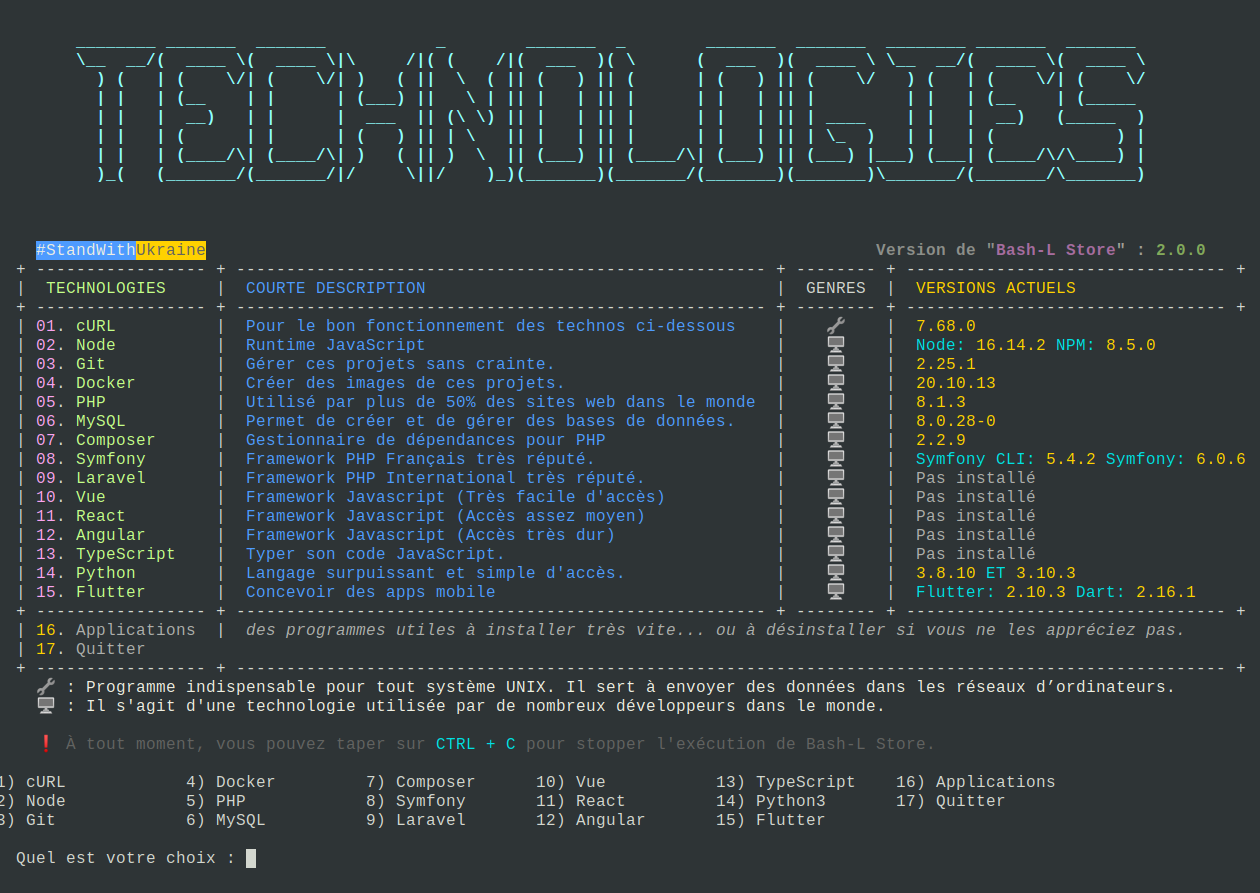 TECHNOLOGIES
#StandWithUkraine Version de "Bash-L Store" : 2.0.0
+ ----------------- + ----------------------------------------------------- + -------- + -------------------------------- +
| TECHNOLOGIES | COURTE DESCRIPTION | GENRES | VERSIONS ACTUELS
+ ----------------- + ----------------------------------------------------- + -------- + -------------------------------- +
| 01. cURL | Pour le bon fonctionnement des technos ci-dessous | 🔧 | 7.68.0
| 02. Node | Runtime JavaScript | 🖥 | Node: 16.14.2 NPM: 8.5.0
| 03. Git | Gérer ces projets sans crainte. | 🖥 | 2.25.1
| 04. Docker | Créer des images de ces projets. | 🖥 | 20.10.13
| 05. PHP | Utilisé par plus de 50% des sites web dans le monde | 🖥 | 8.1.3
| 06. MySQL | Permet de créer et de gérer des bases de données. | 🖥 | 8.0.28-0
| 07. Composer | Gestionnaire de dépendances pour PHP | 🖥 | 2.2.9
| 08. Symfony | Framework PHP Français très réputé. | 🖥 | Symfony CLI: 5.4.2 Symfony: 6.0.6
| 09. Laravel | Framework PHP International très réputé. | 🖥 | Pas installé
| 10. Vue | Framework Javascript (Très facile d'accès) | 🖥 | Pas installé
| 11. React | Framework Javascript (Accès assez moyen) | 🖥 | Pas installé
| 12. Angular | Framework Javascript (Accès très dur) | 🖥 | Pas installé
| 13. TypeScript | Typer son code JavaScript. | 🖥 | Pas installé
| 14. Python | Langage surpuissant et simple d'accès. | 🖥 | 3.8.10 ET 3.10.3
| 15. Flutter | Concevoir des apps mobile | 🖥 | Flutter: 2.10.3 Dart: 2.16.1
+ ----------------- + ----------------------------------------------------- + -------- + -------------------------------- +
| 16. Applications | des programmes utiles à installer très vite... ou à désinstaller si vous ne les appréciez pas.
| 17. Quitter
+ ----------------- + --------------------------------------------------------------------------------------------------- +
🔧 : Programme indispensable pour tout système UNIX. Il sert à envoyer des données dans les réseaux d’ordinateurs.
🖥 : Il s'agit d'une technologie utilisée par de nombreux développeurs dans le monde.
❗ À tout moment, vous pouvez taper sur CTRL + C pour stopper l'exécution de Bash-L Store.
1) cURL 4) Docker 7) Composer 10) Vue 13) TypeScript 16) Applications
2) Node 5) PHP 8) Symfony 11) React 14) Python3 17) Quitter
3) Git 6) MySQL 9) Laravel 12) Angular 15) Flutter
Quel est votre choix :